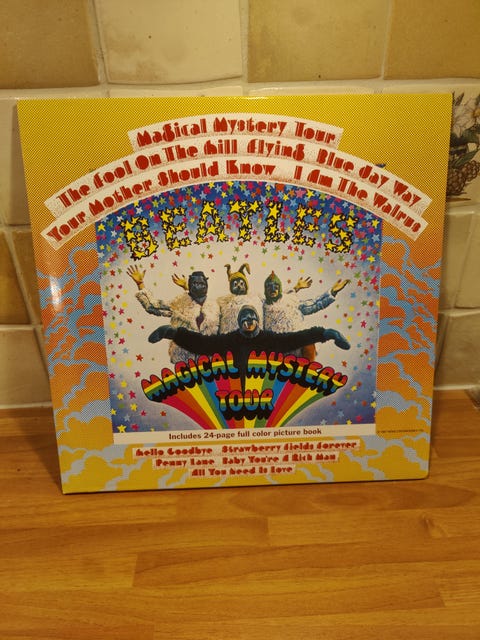 Magical Mystery Tour
The Fool On The Hill Flying Blue Jay Way
Your Mother Should Know I Am The Walrus
BEATLES
MAGICAL MYSTERY
TOUR
Includes 24-page full color picture book
Hello Goodbye Strawberry Fields Forever
Penny Lane Baby You're A Rich Man
All You Need Is Love